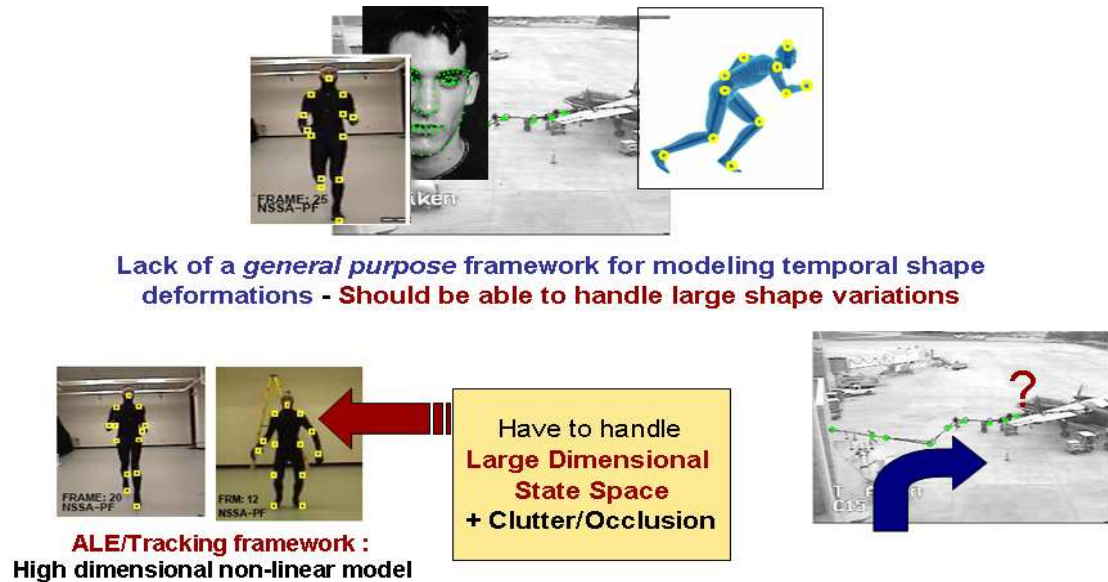 FRAME: 25
NSSA-PF
iken
Lack of a general purpose framework for modeling temporal shape
deformations - Should be able to handle large shape variations
FRAME: 20
NSSA-PF
FRM: 12
NSSA-PF
Have to handle
Large Dimensional
State Space
+ Clutter/Occlusion
?
ALE/Tracking framework :
High dimensional non-linear model